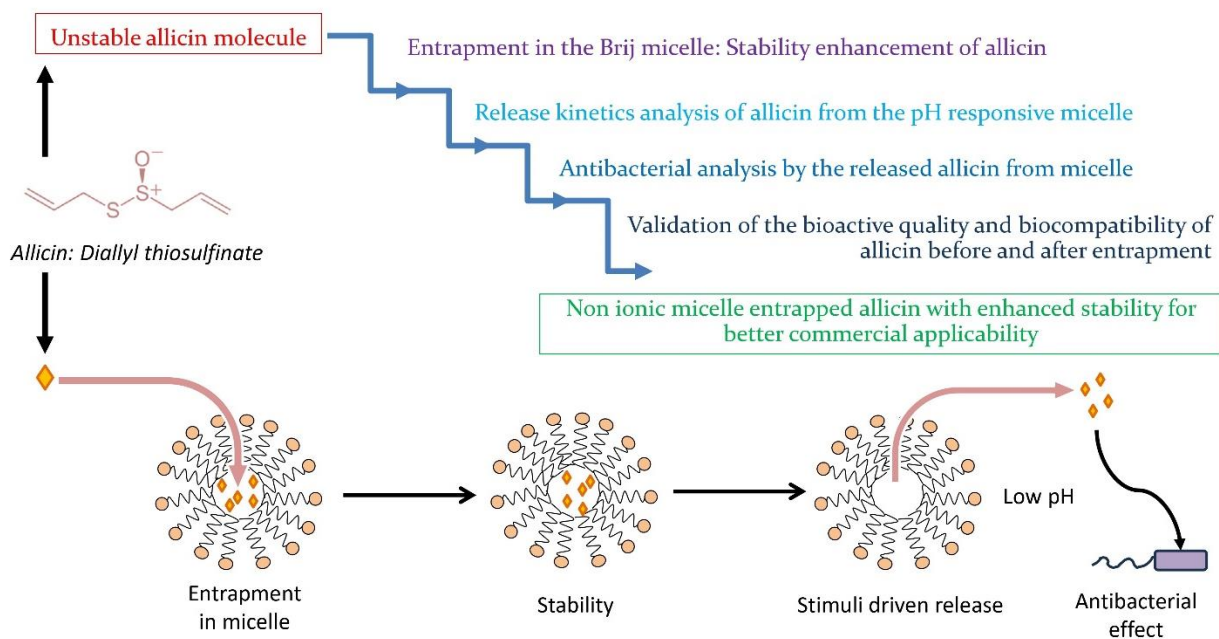 Unstable allicin molecule
Entrapment in the Brij micelle: Stability enhancement of allicin
Release kinetics analysis of allicin from the pH responsive micelle
Antibacterial analysis by the released allicin from micelle
Validation of the bioactive quality and biocompatibility of
allicin before and after entrapment
Non ionic micelle entrapped allicin with enhanced stability for
better commercial applicability
O⁻
S
S⁺
Allicin: Diallyl thiosulfinate
Entrapment
in micelle
Stability
Stimuli driven release
Low pH
Antibacterial
effect